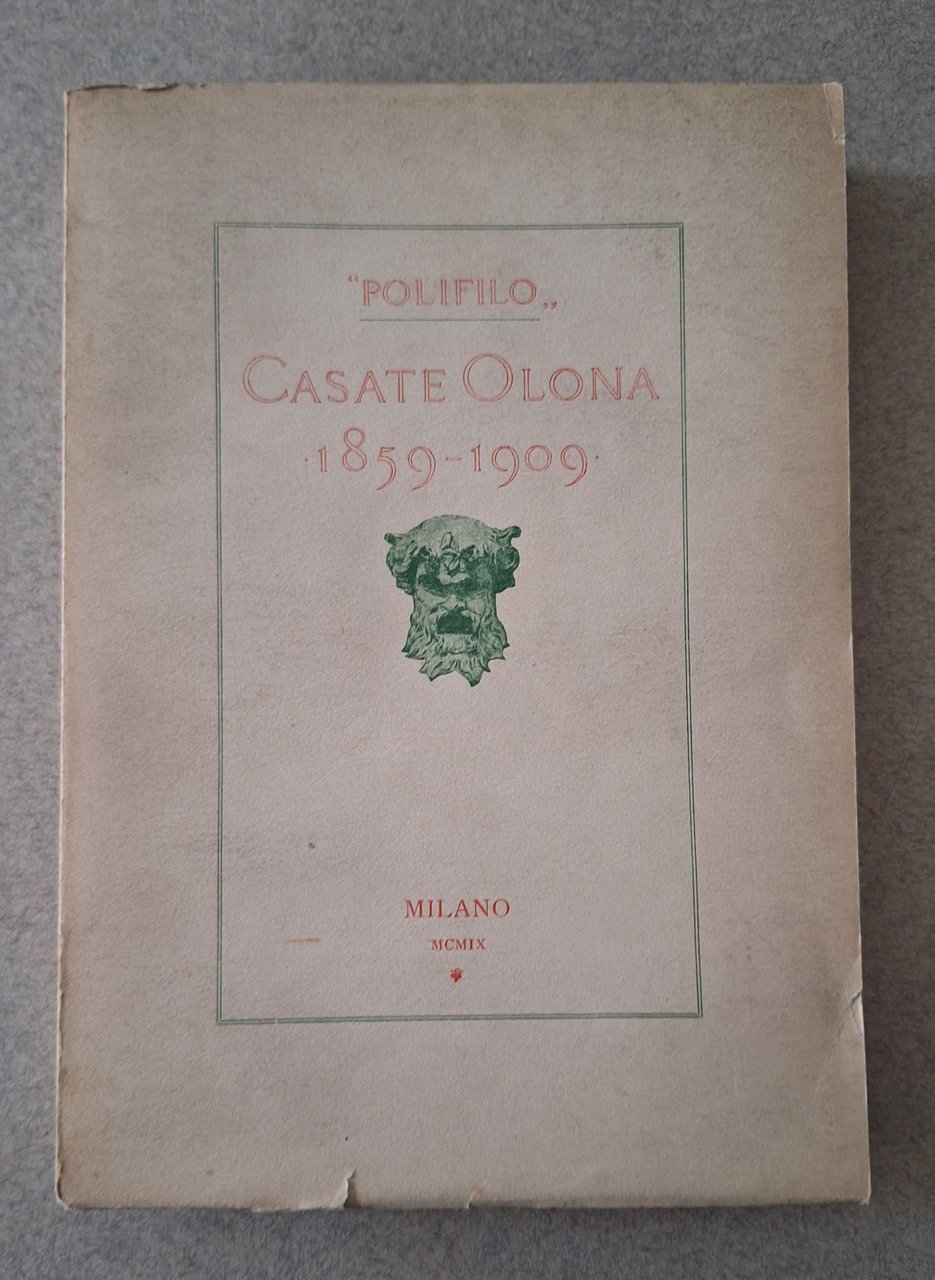 “POLIFILO„
CASATE OLONA
·1859-1909·
MILANO
MCMIX